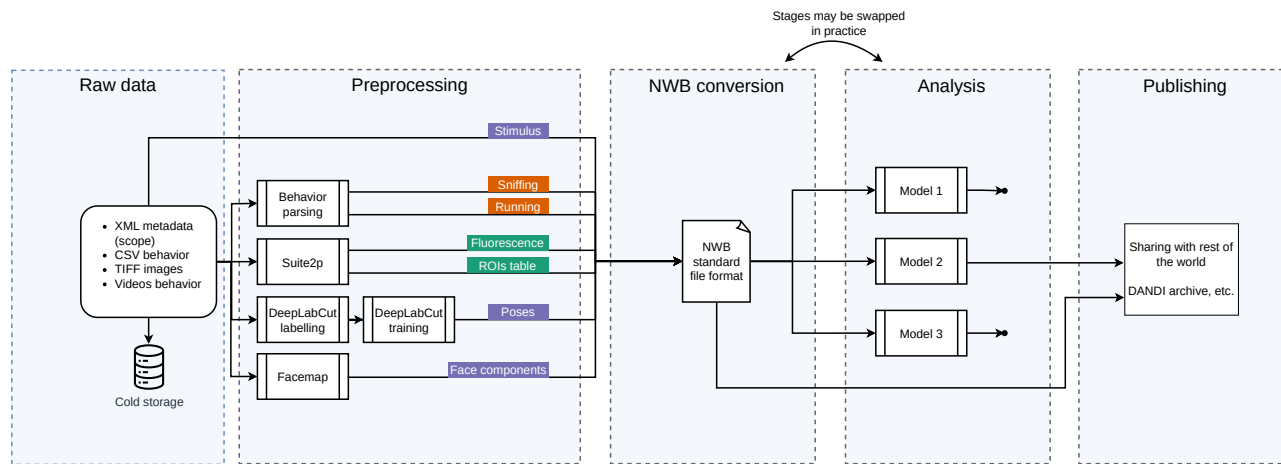 Stages may be swapped
in practice
Raw data
Preprocessing
NWB conversion
Analysis
Publishing
Stimulus
Sniffing
Behavior
parsing
Running
Model 1
XML metadata
(scope)
CSV behavior
TIFF images
Videos behavior
Fluorescence
Suite2p
ROIs table
NWB
standard
file format
Model 2
Sharing with rest of
the world
DANDI archive, etc.
DeepLabCut
labelling
DeepLabCut
training
Poses
Model 3
Facemap
Face components
Cold storage